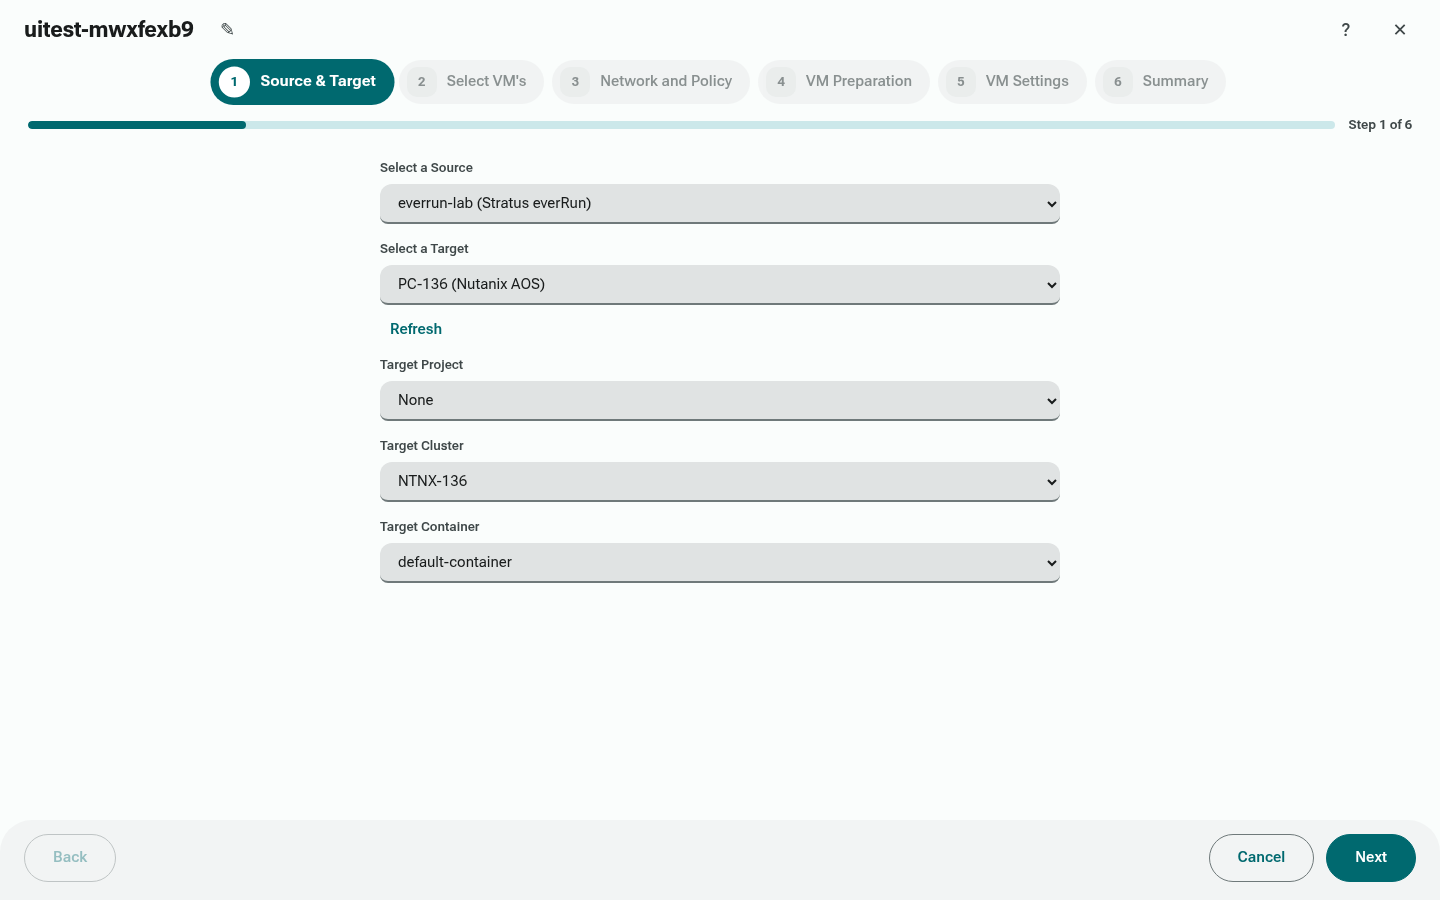 uitest-mwxfexb9
1 Source & Target
2 Select VM's
3 Network and Policy
4 VM Preparation
5 VM Settings
6 Summary
Step 1 of 6
Select a Source
everrun-lab (Stratus everRun)
Select a Target
PC-136 (Nutanix AOS)
Refresh
Target Project
None
Target Cluster
NTNX-136
Target Container
default-container
Back
Cancel
Next